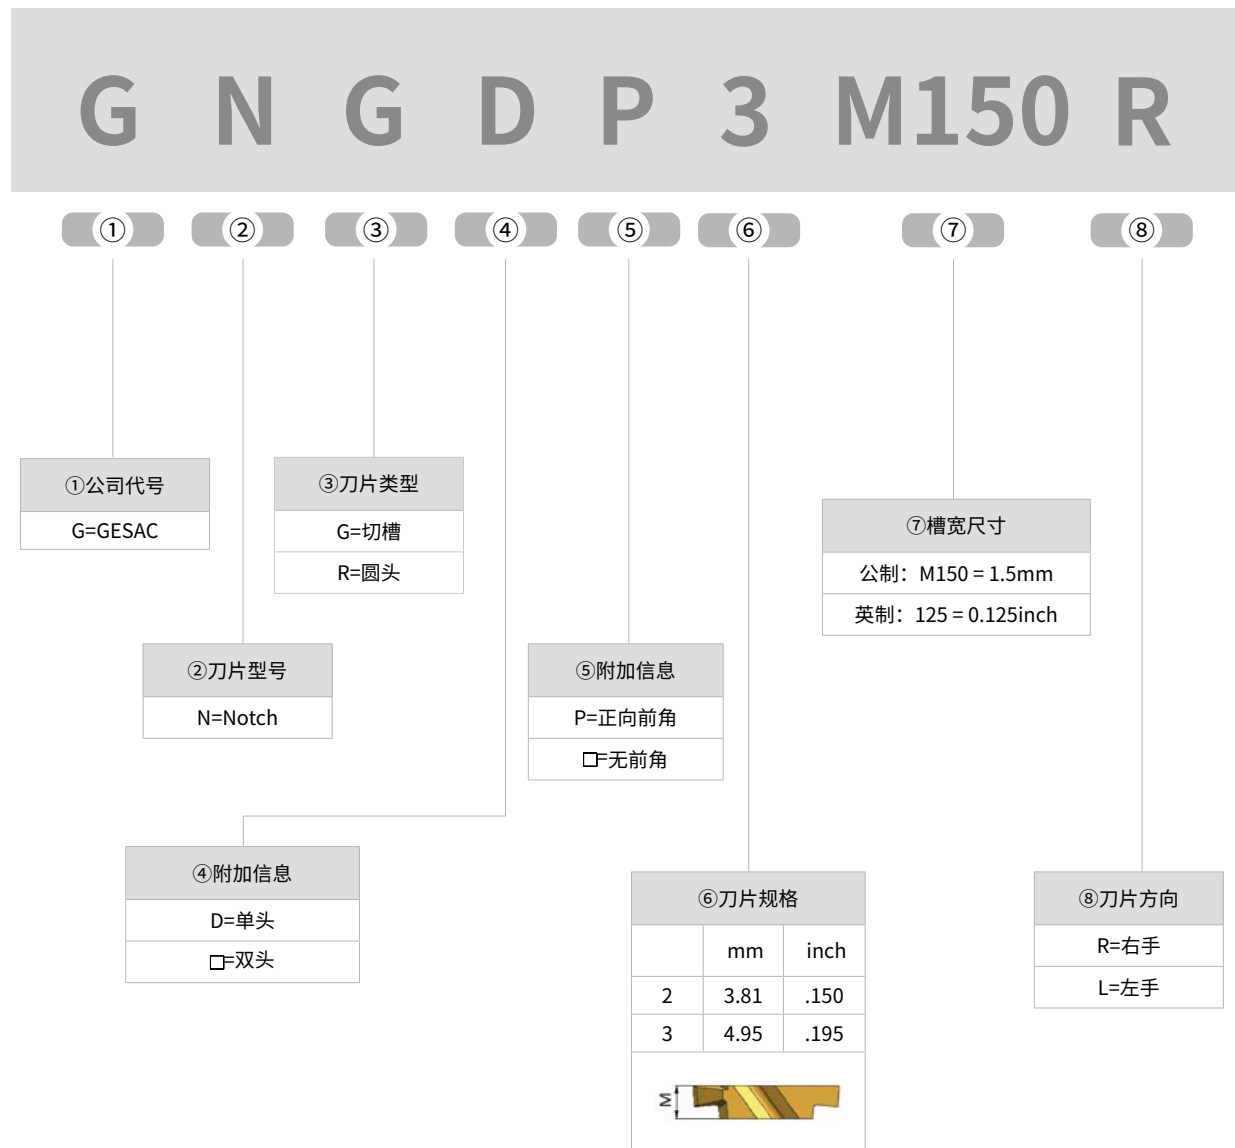 G N G D P 3 M150 R
① ② ③ ④ ⑤ ⑥ ⑦ ⑧
①公司代号
G=GESAC
③刀片类型
G=切槽
R=圆头
⑦槽宽尺寸
公制：M150 = 1.5mm
英制：125 = 0.125inch
②刀片型号
N=Notch
⑤附加信息
P=正向前角
□=无前角
④附加信息
D=单头
□=双头
⑥刀片规格
mm inch
2 3.81 .150
3 4.95 .195
M
⑧刀片方向
R=右手
L=左手